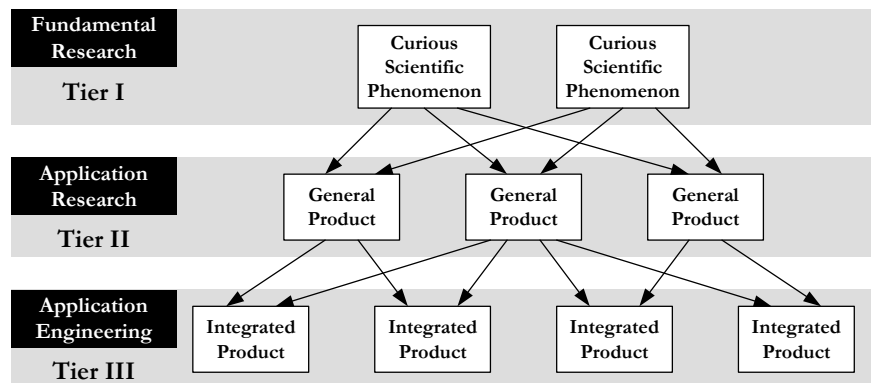 Fundamental
Research
Tier I
Curious
Scientific
Phenomenon
Curious
Scientific
Phenomenon
Application
Research
Tier II
General
Product
General
Product
General
Product
Application
Engineering
Tier III
Integrated
Product
Integrated
Product
Integrated
Product
Integrated
Product